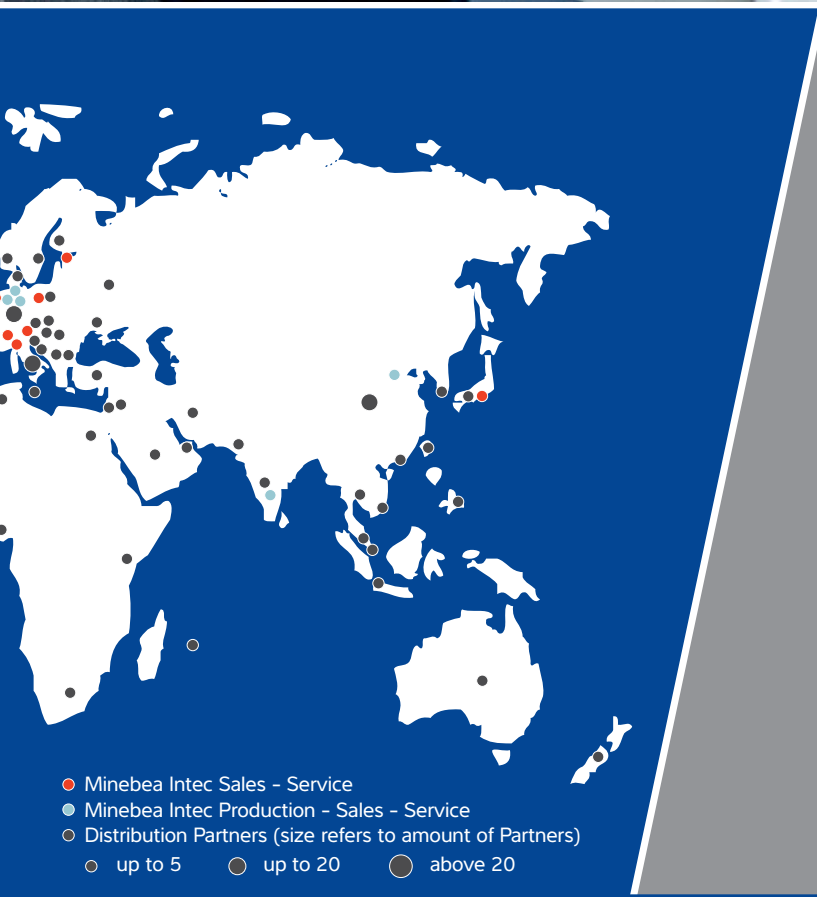 Minebea Intec Sales - Service
Minebea Intec Production - Sales - Service
Distribution Partners (size refers to amount of Partners)
up to 5 up to 20 above 20